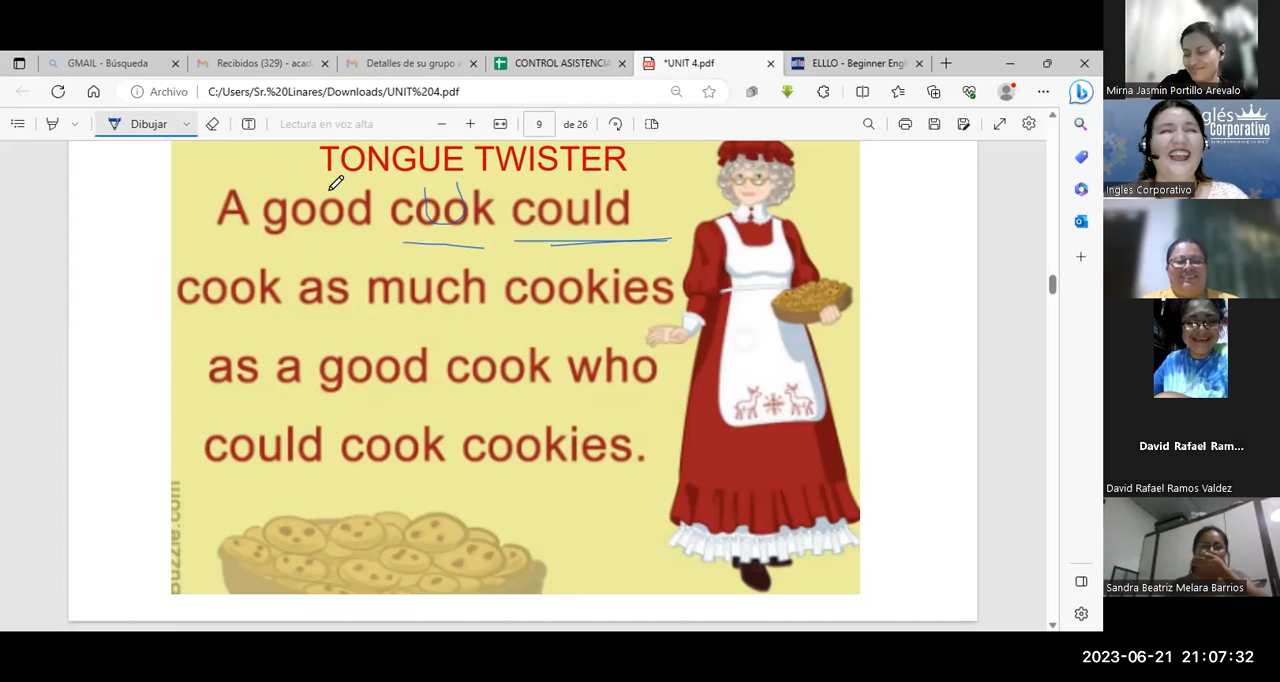 GMAIL - Búsqueda
Recibidos (329) - acad
Detalles de su grupo
CONTROL ASISTENCIA
*UNIT 4.pdf
ELLLO - Beginner Engl
Archivo
C:/Users/Sr.%20Linares/Downloads/UNIT%204.pdf
Dibujar
Lectura en voz alta
9
de 26
TONGUE TWISTER
A good cook could
cook as much cookies
as a good cook who
could cook cookies.
Buzzle.com
Mirna Jasmin Portillo Arevalo
Inglés
Corporativo
Ingles Corporativo
David Rafael Ram...
David Rafael Ramos Valdez
Sandra Beatriz Melara Barrios
2023-06-21 21:07:32